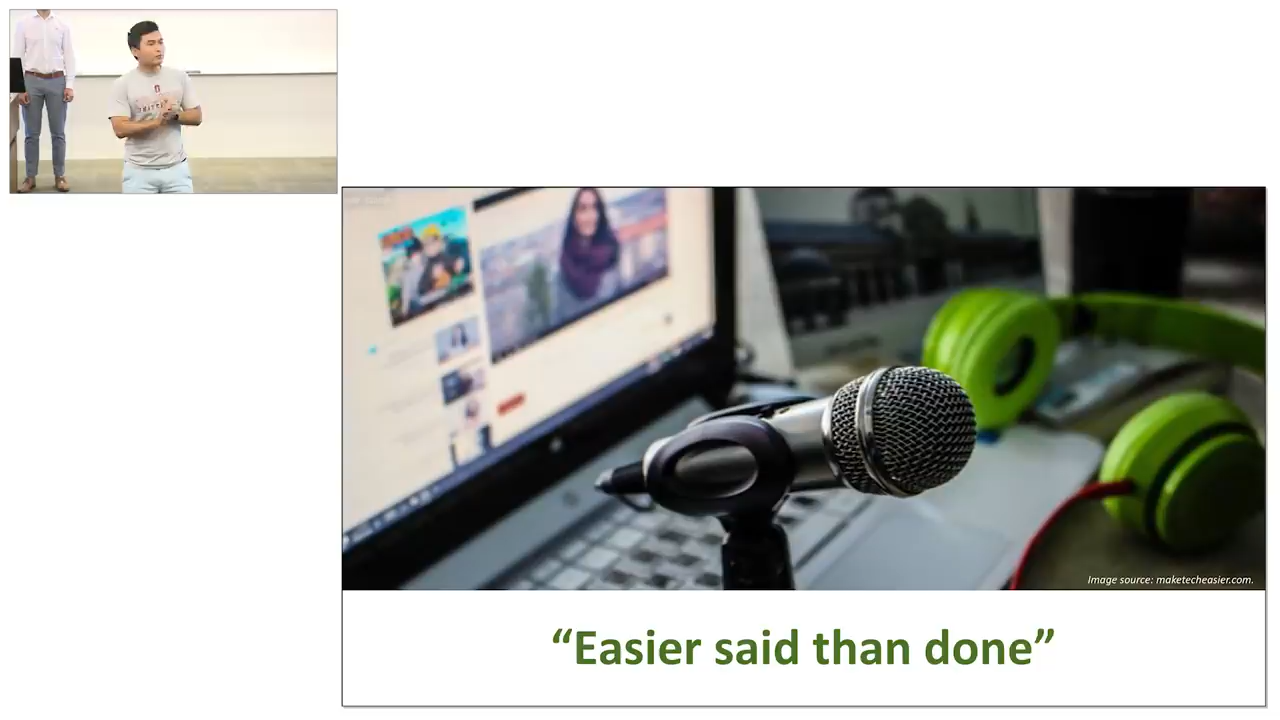 Image source: maketecheasier.com.
“Easier said than done”